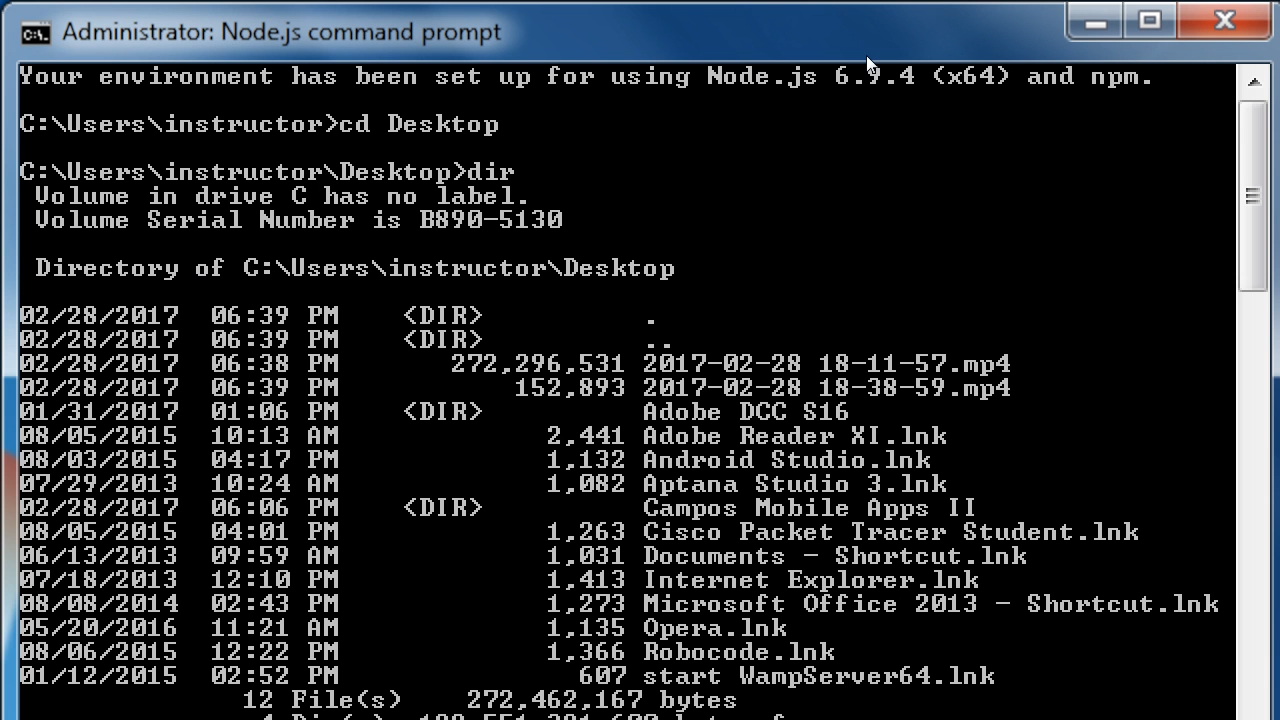 Administrator: Node.js command prompt
Your environment has been set up for using Node.js 6.9.4 (x64) and npm.
C:\Users\instructor>cd Desktop
C:\Users\instructor\Desktop>dir
Volume in drive C has no label.
Volume Serial Number is B890-5130
Directory of C:\Users\instructor\Desktop
02/28/2017 06:39 PM <DIR> .
02/28/2017 06:39 PM <DIR> ..
02/28/2017 06:38 PM 272,296,531 2017-02-28 18-11-57.mp4
02/28/2017 06:39 PM 152,893 2017-02-28 18-38-59.mp4
01/31/2017 01:06 PM <DIR> Adobe DCC S16
08/05/2015 10:13 AM 2,441 Adobe Reader XI.lnk
08/03/2015 04:17 PM 1,132 Android Studio.lnk
07/29/2013 10:24 AM 1,082 Aptana Studio 3.lnk
02/28/2017 06:06 PM <DIR> Campos Mobile Apps II
08/05/2015 04:01 PM 1,263 Cisco Packet Tracer Student.lnk
06/13/2013 09:59 AM 1,031 Documents - Shortcut.lnk
07/18/2013 12:10 PM 1,413 Internet Explorer.lnk
08/08/2014 02:43 PM 1,273 Microsoft Office 2013 - Shortcut.lnk
05/20/2016 11:21 AM 1,135 Opera.lnk
08/06/2015 12:22 PM 1,366 Robocode.lnk
01/12/2015 02:52 PM 607 start WampServer64.lnk
12 File(s) 272,462,167 bytes